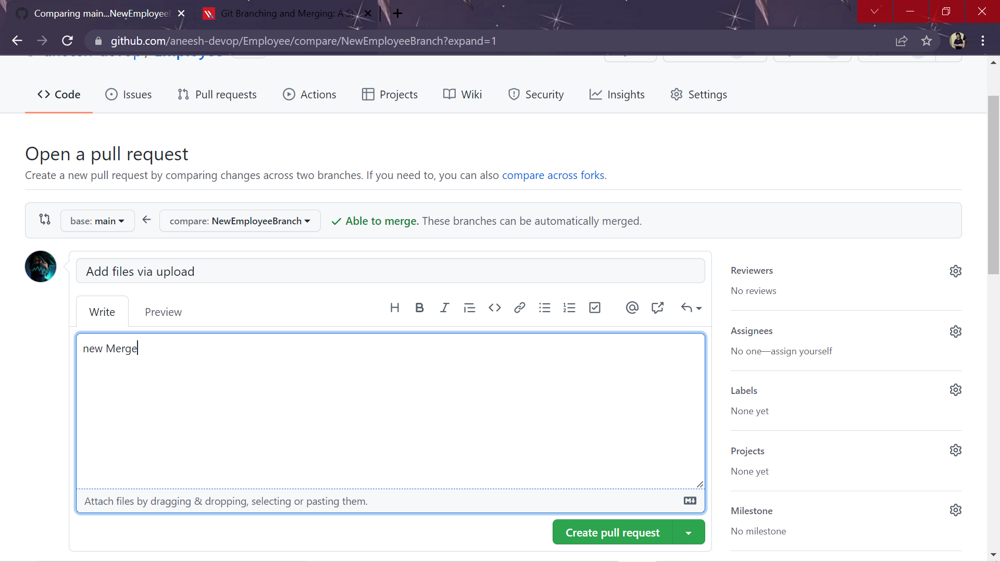 Comparing main...NewEmployeeB
Git Branching and Merging: A St
github.com/aneesh-devop/Employee/compare/NewEmployeeBranch?expand=1
aneesh-devop / Employee
Code Issues Pull requests Actions Projects Wiki Security Insights Settings
Open a pull request
Create a new pull request by comparing changes across two branches. If you need to, you can also compare across forks.
base: main compare: NewEmployeeBranch Able to merge. These branches can be automatically merged.
Add files via upload
Write Preview
new Merge
Attach files by dragging & dropping, selecting or pasting them.
Create pull request
Reviewers
No reviews
Assignees
No one—assign yourself
Labels
None yet
Projects
None yet
Milestone
No milestone